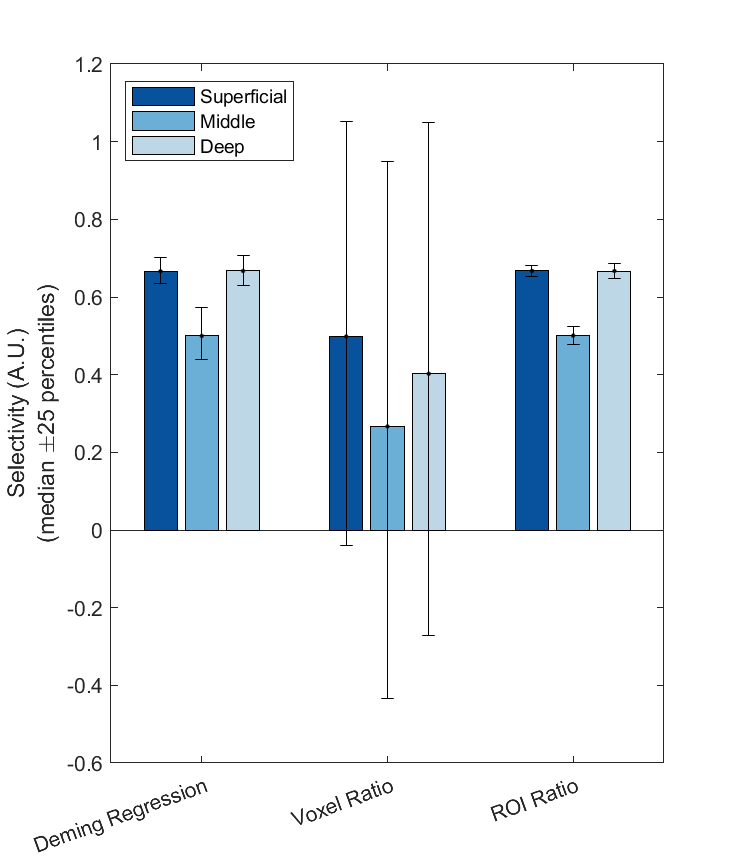 1.2
1
0.8
0.6
0.4
0.2
0
-0.2
-0.4
-0.6
Selectivity (A.U.)
(median ±25 percentiles)
Superficial
Middle
Deep
Deming Regression
Voxel Ratio
ROI Ratio